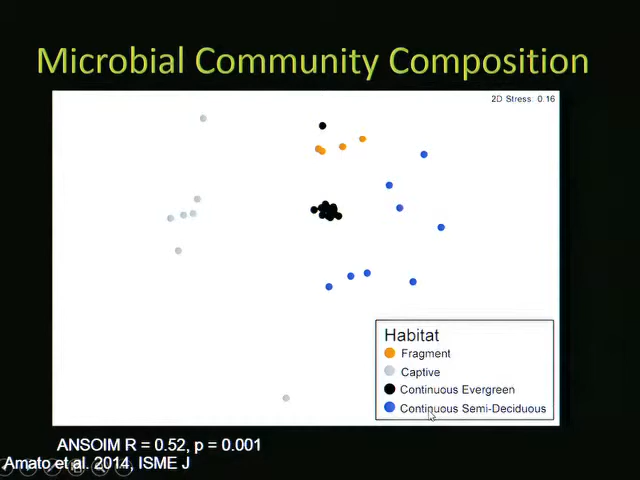 Microbial Community Composition
2D Stress: 0.16
Habitat
Fragment
Captive
Continuous Evergreen
Continuous Semi-Deciduous
ANSOIM R = 0.52, p = 0.001
Amato et al. 2014, ISME J